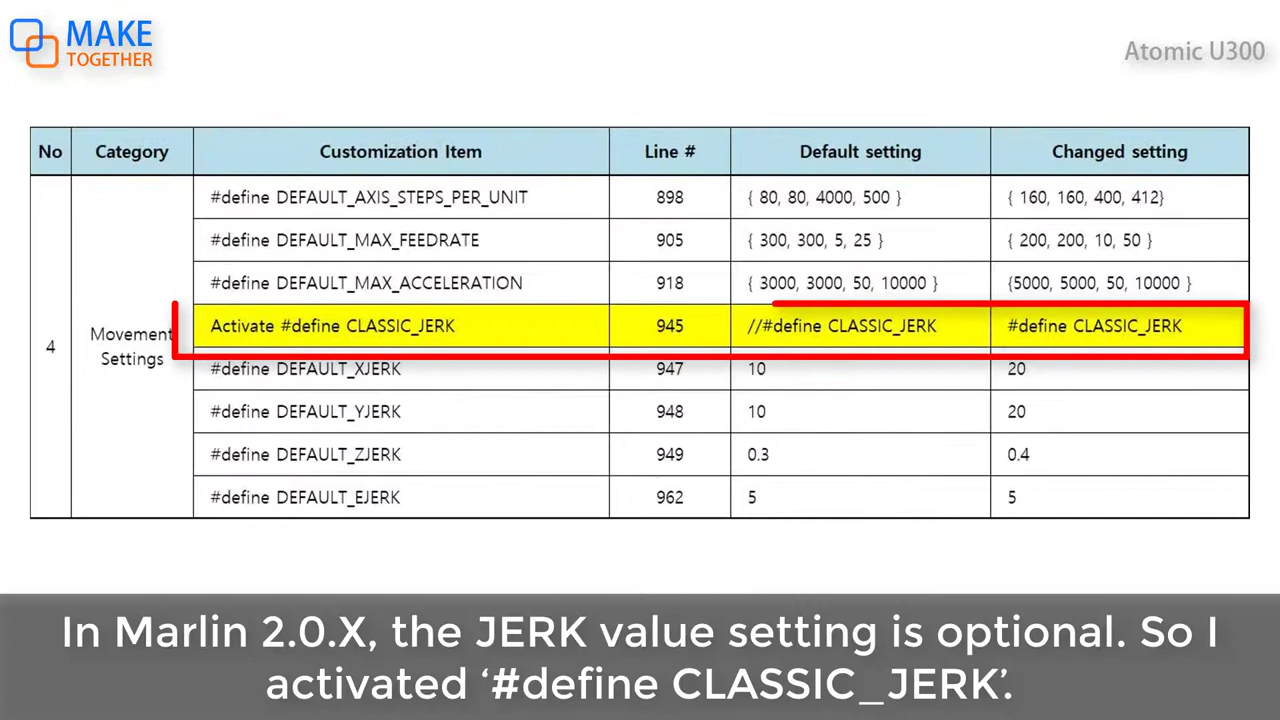 MAKE
TOGETHER
Atomic U300
No Category Customization Item Line # Default setting Changed setting
#define DEFAULT_AXIS_STEPS_PER_UNIT 898 { 80, 80, 4000, 500 } { 160, 160, 400, 412}
#define DEFAULT_MAX_FEEDRATE 905 { 300, 300, 5, 25 } { 200, 200, 10, 50 }
#define DEFAULT_MAX_ACCELERATION 918 { 3000, 3000, 50, 10000 } {5000, 5000, 50, 10000 }
4 Movement Settings Activate #define CLASSIC_JERK 945 //#define CLASSIC_JERK #define CLASSIC_JERK
#define DEFAULT_XJERK 947 10 20
#define DEFAULT_YJERK 948 10 20
#define DEFAULT_ZJERK 949 0.3 0.4
#define DEFAULT_EJERK 962 5 5
In Marlin 2.0.X, the JERK value setting is optional. So I
activated ‘#define CLASSIC_JERK’.